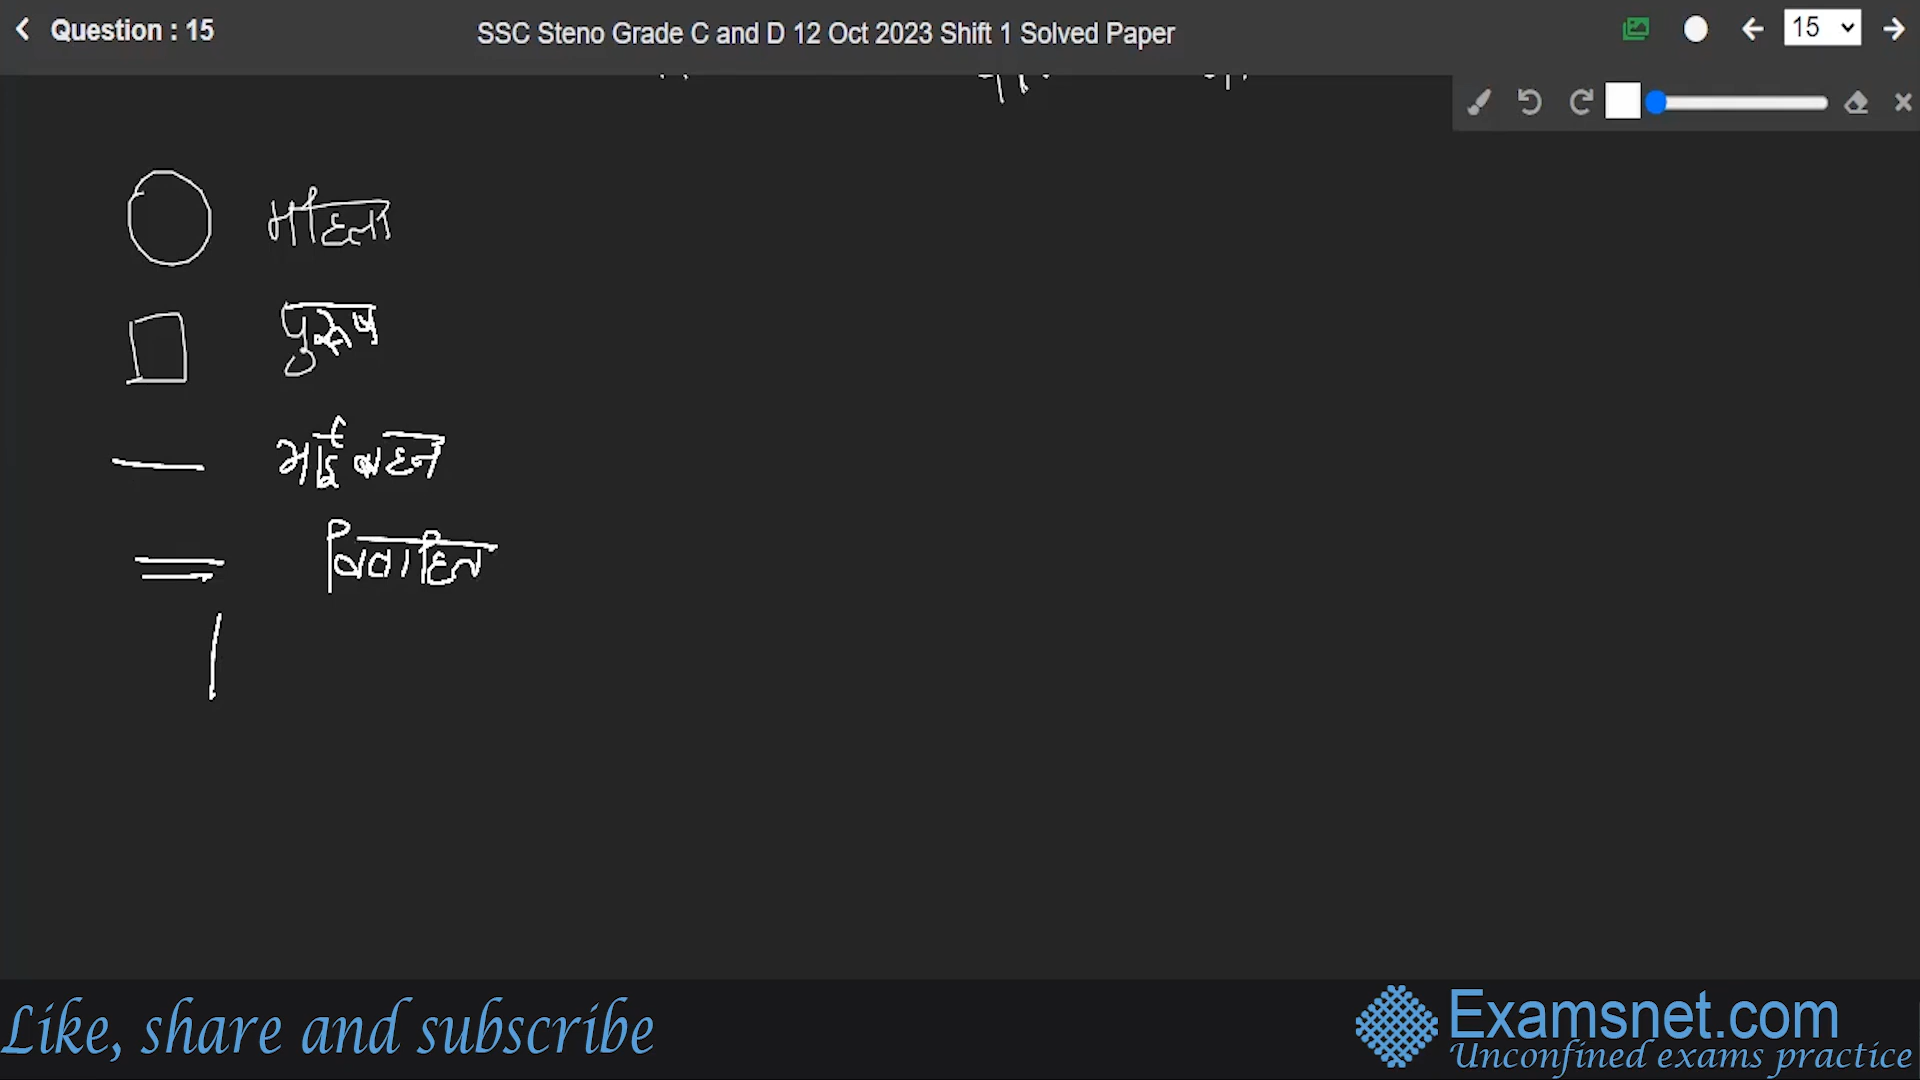 Question : 15
SSC Steno Grade C and D 12 Oct 2023 Shift 1 Solved Paper
15
महिला
पुरुष
भाई बहन
विवाहित
Like, share and subscribe
Examsnet.com
Unconfined exams practice